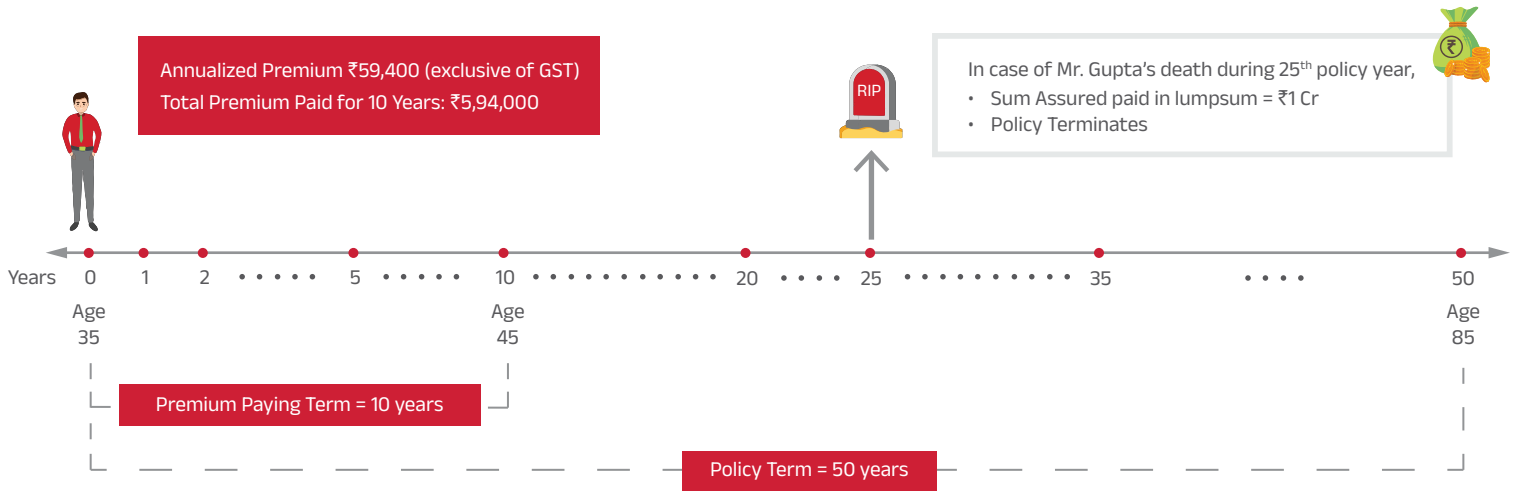 Annualized Premium ₹59,400 (exclusive of GST)
Total Premium Paid for 10 Years: ₹5,94,000
RIP
₹
In case of Mr. Gupta's death during 25th policy year,
• Sum Assured paid in lumpsum = ₹1 Cr
• Policy Terminates
Years 0 1 2 ..... 5 ..... 10 ............... 20 .... 25 ............ 35 .... 50
Age Age Age
35 45 85
Premium Paying Term = 10 years
Policy Term = 50 years